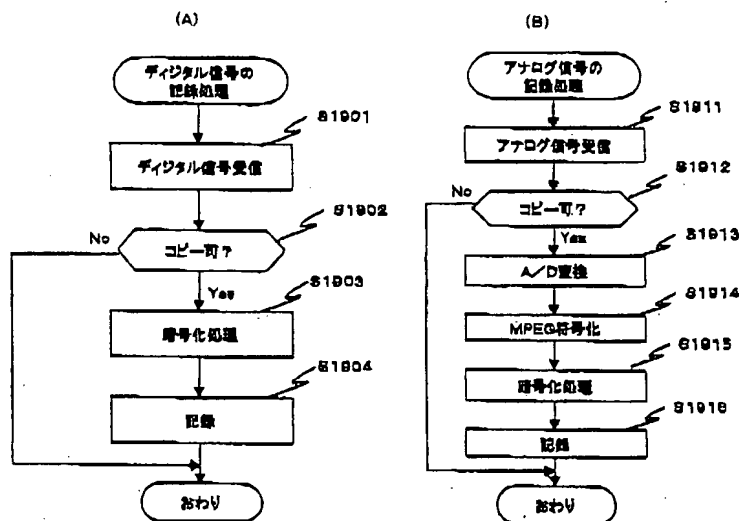 (A)
ディジタル信号の
記録処理
S1901
ディジタル信号受信
S1902
No
コピー可?
Yes
S1903
暗号化処理
S1904
記録
おわり
(B)
アナログ信号の
記録処理
S1911
アナログ信号受信
S1912
No
コピー可?
Yes
S1913
A/D変換
S1914
MPEG符号化
S1915
暗号化処理
S1916
記録
おわり